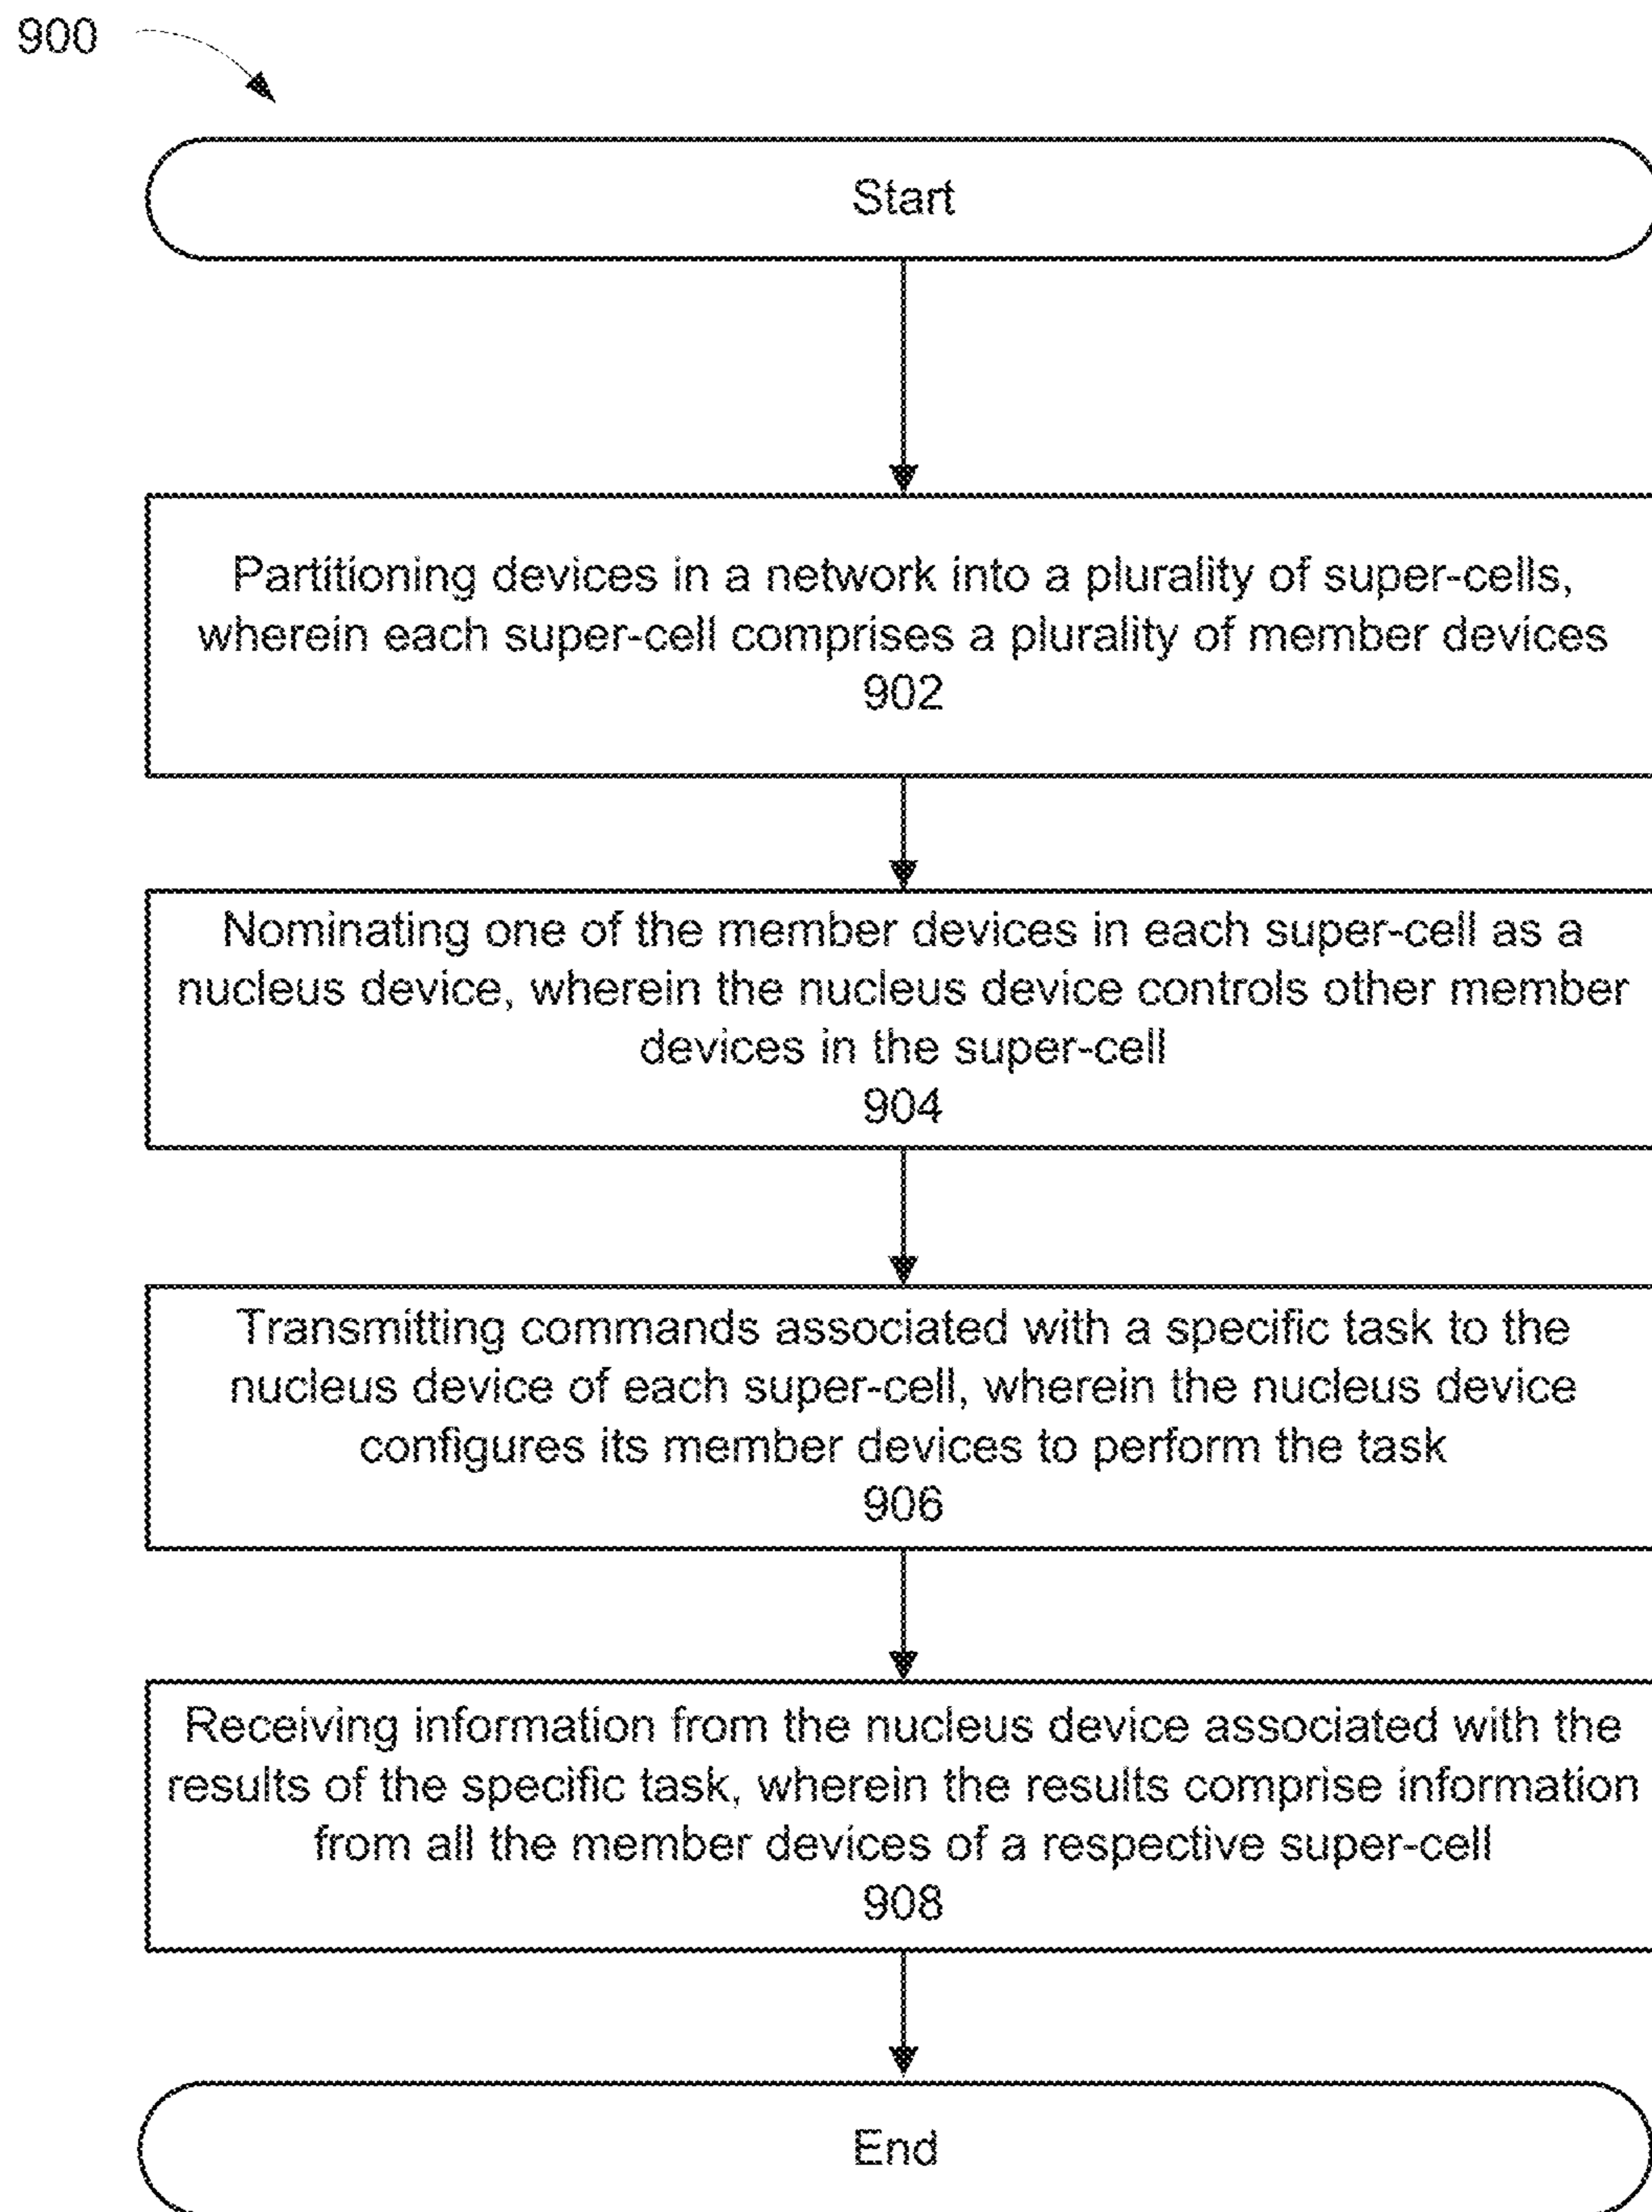 900
Start
Partitioning devices in a network into a plurality of super-cells,
wherein each super-cell comprises a plurality of member devices
902
Nominating one of the member devices in each super-cell as a
nucleus device, wherein the nucleus device controls other member
devices in the super-cell
904
Transmitting commands associated with a specific task to the
nucleus device of each super-cell, wherein the nucleus device
configures its member devices to perform the task
906
Receiving information from the nucleus device associated with the
results of the specific task, wherein the results comprise information
from all the member devices of a respective super-cell
908
End